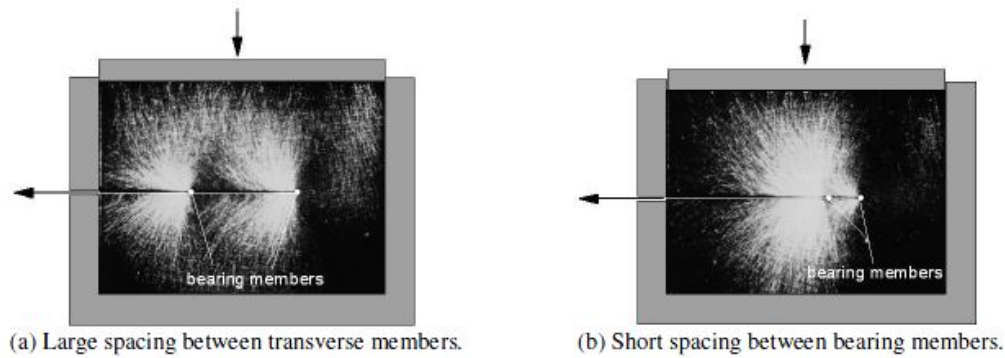 bearing members
bearing members
(a) Large spacing between transverse members.
(b) Short spacing between bearing members.